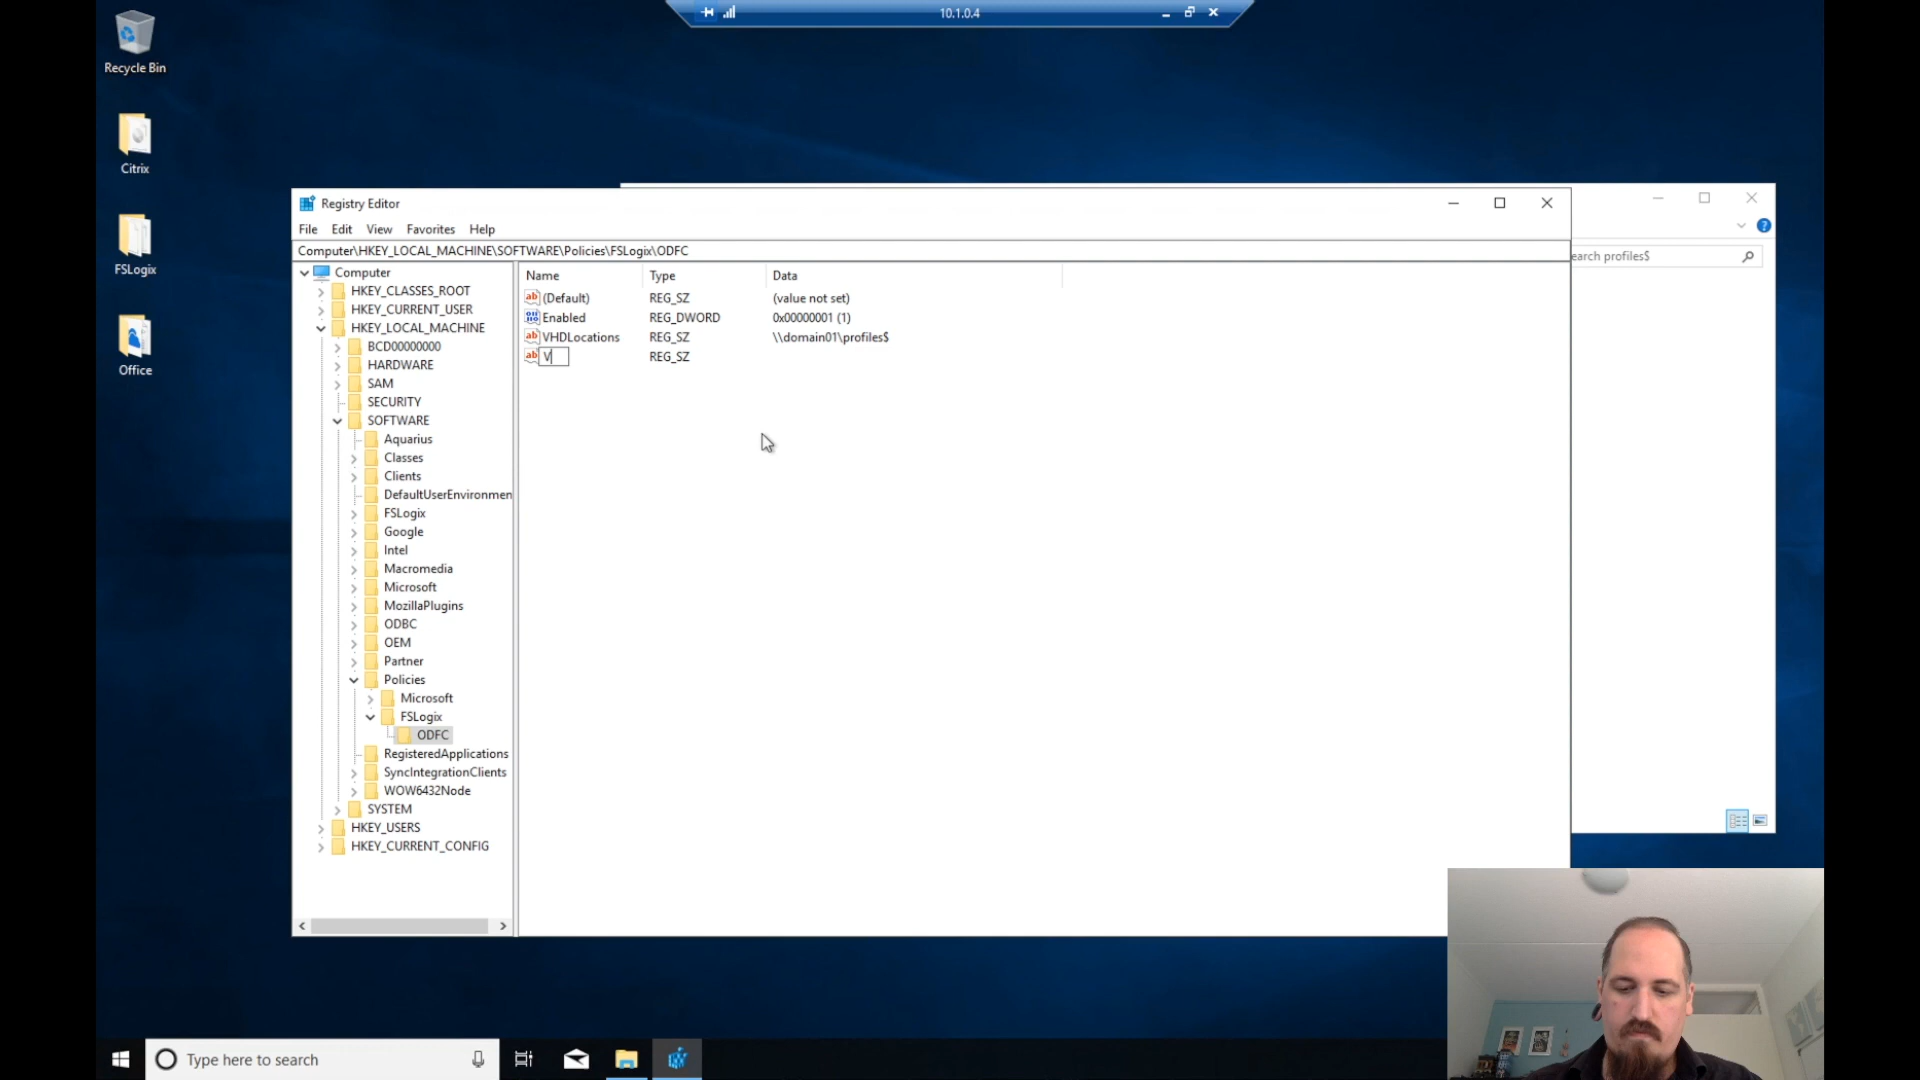 10.1.0.4
Recycle Bin
Citrix
FSLogix
Office
Registry Editor
File Edit View Favorites Help
Computer\HKEY_LOCAL_MACHINE\SOFTWARE\Policies\FSLogix\ODFC
earch profiles$
Computer
HKEY_CLASSES_ROOT
HKEY_CURRENT_USER
HKEY_LOCAL_MACHINE
BCD00000000
HARDWARE
SAM
SECURITY
SOFTWARE
Aquarius
Classes
Clients
DefaultUserEnvironmen
FSLogix
Google
Intel
Macromedia
Microsoft
MozillaPlugins
ODBC
OEM
Partner
Policies
Microsoft
FSLogix
ODFC
RegisteredApplications
SyncIntegrationClients
WOW6432Node
SYSTEM
HKEY_USERS
HKEY_CURRENT_CONFIG
Name Type Data
(Default) REG_SZ (value not set)
Enabled REG_DWORD 0x00000001 (1)
VHDLocations REG_SZ \\domain01\profiles$
V REG_SZ
Type here to search